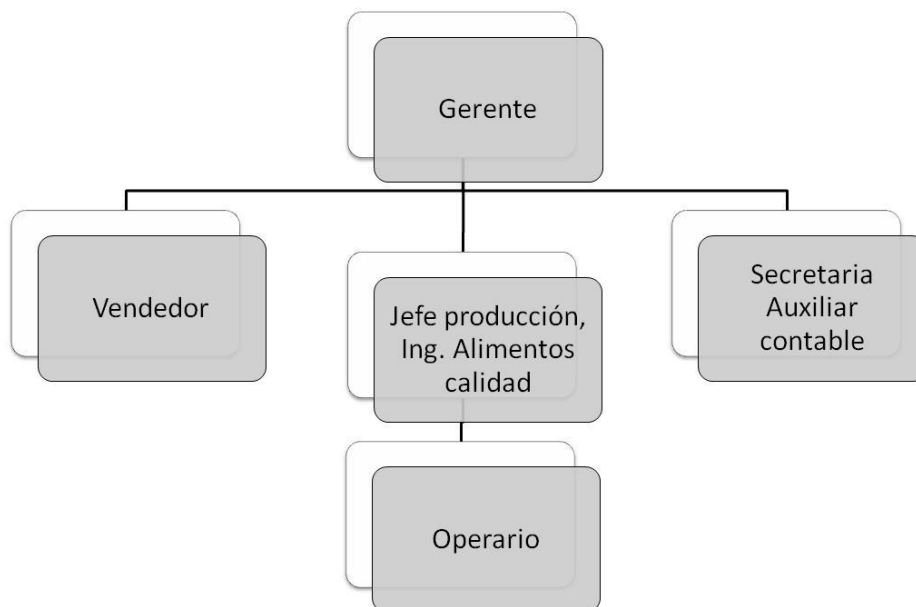 Gerente
Vendedor
Jefe producción,
Ing. Alimentos
calidad
Secretaria
Auxiliar
contable
Operario